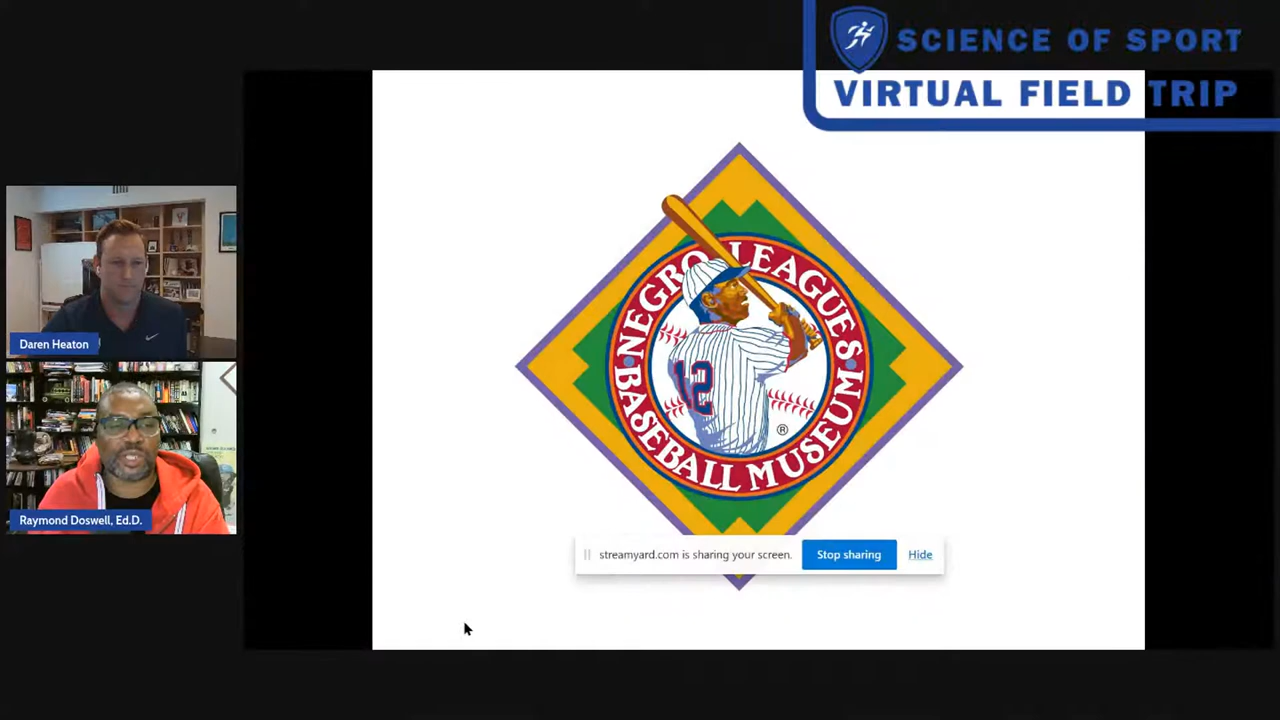 SCIENCE OF SPORT
VIRTUAL FIELD TRIP
NEGRO LEAGUES
BASEBALL MUSEUM
12
®
Daren Heaton
Raymond Doswell, Ed.D.
streamyard.com is sharing your screen.
Stop sharing
Hide